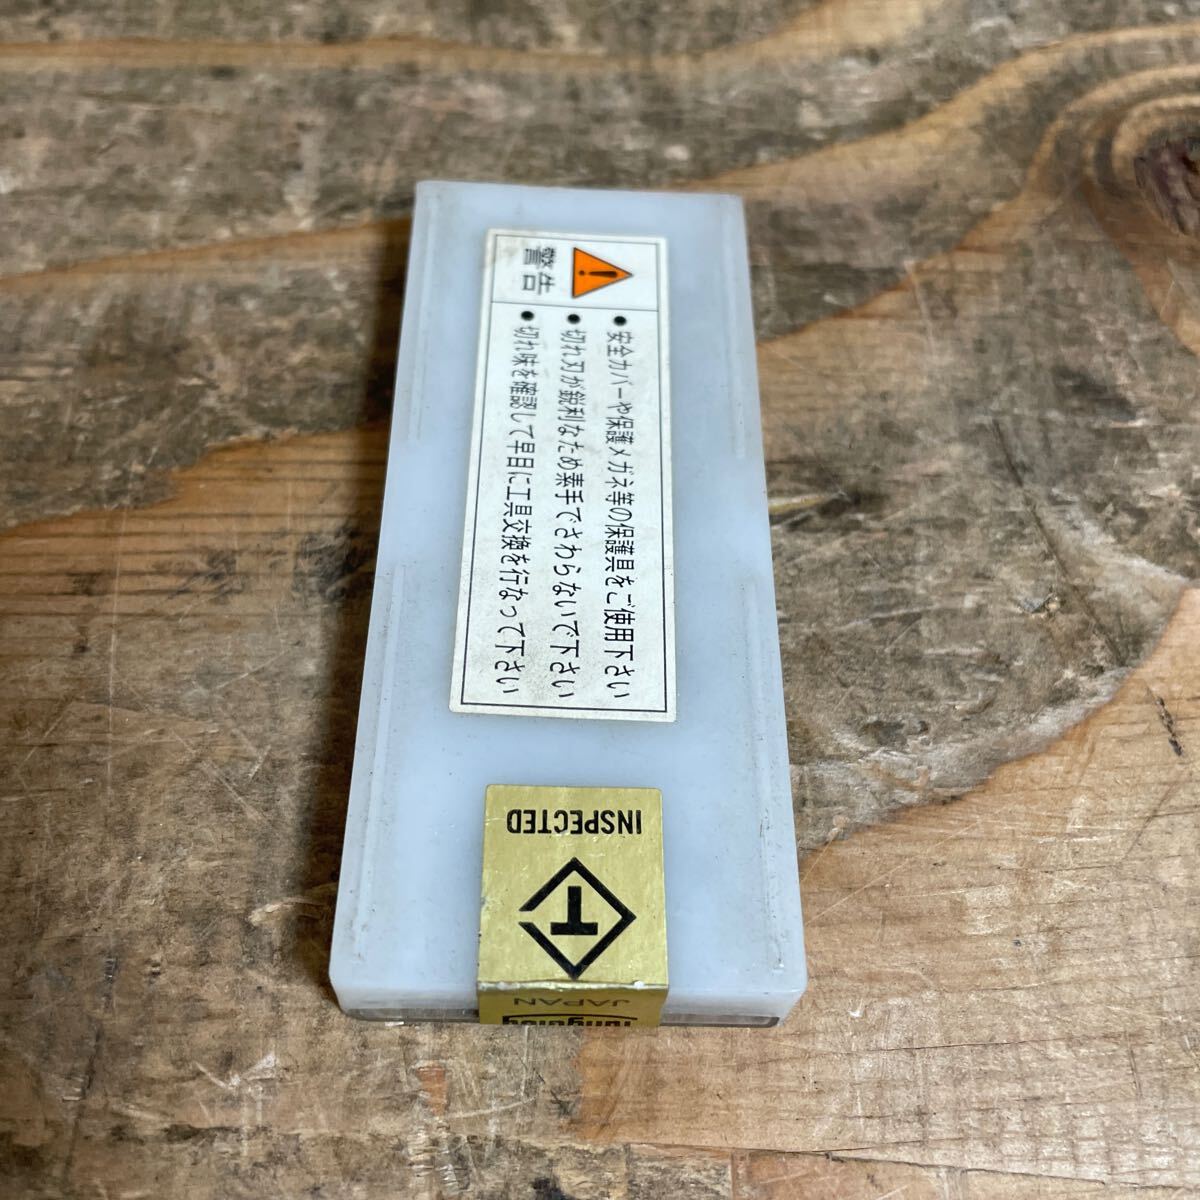 警告
● 安全カバーや保護メガネ等の保護具をご使用下さい
● 切れ刃が鋭利なため素手でさわらないで下さい
● 切れ味を確認して早目に工具交換を行なって下さい
INSPECTED
T
JAPAN